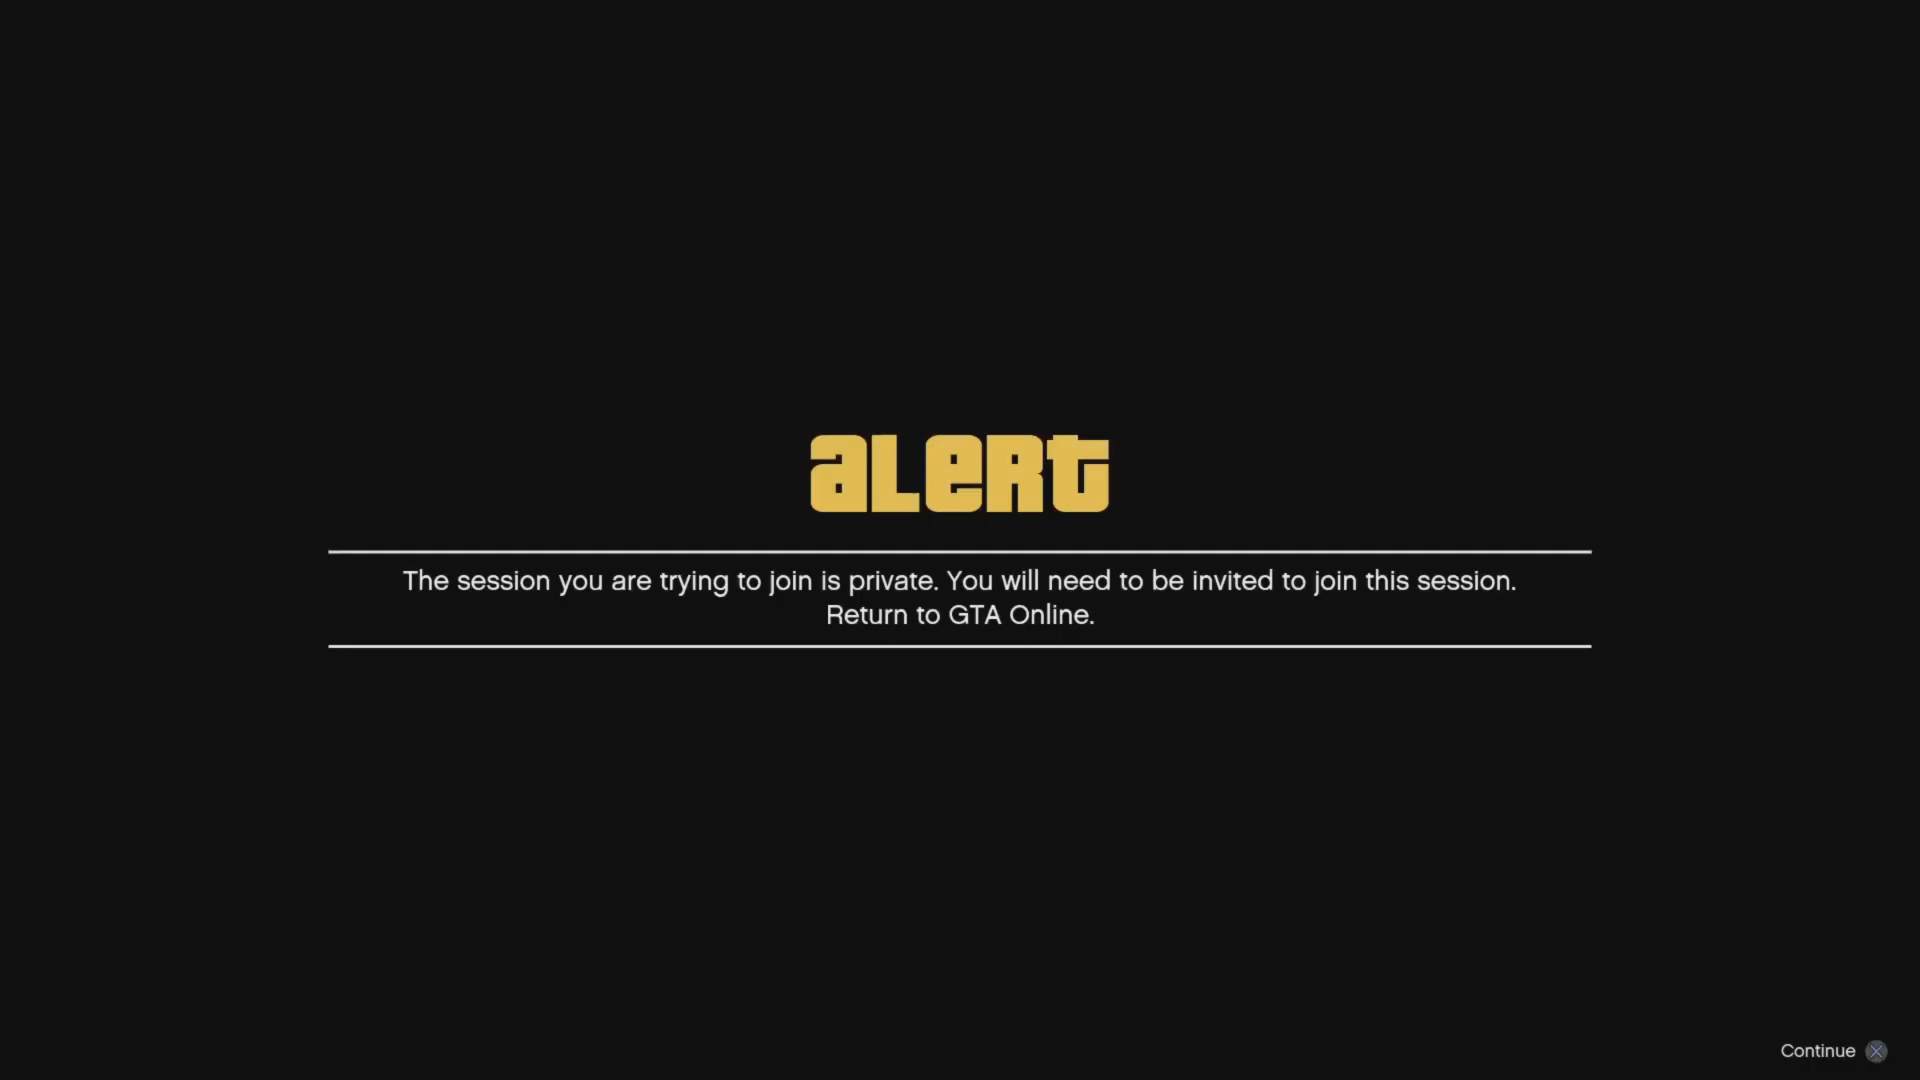 aLeRt
The session you are trying to join is private. You will need to be invited to join this session.
Return to GTA Online.
Continue